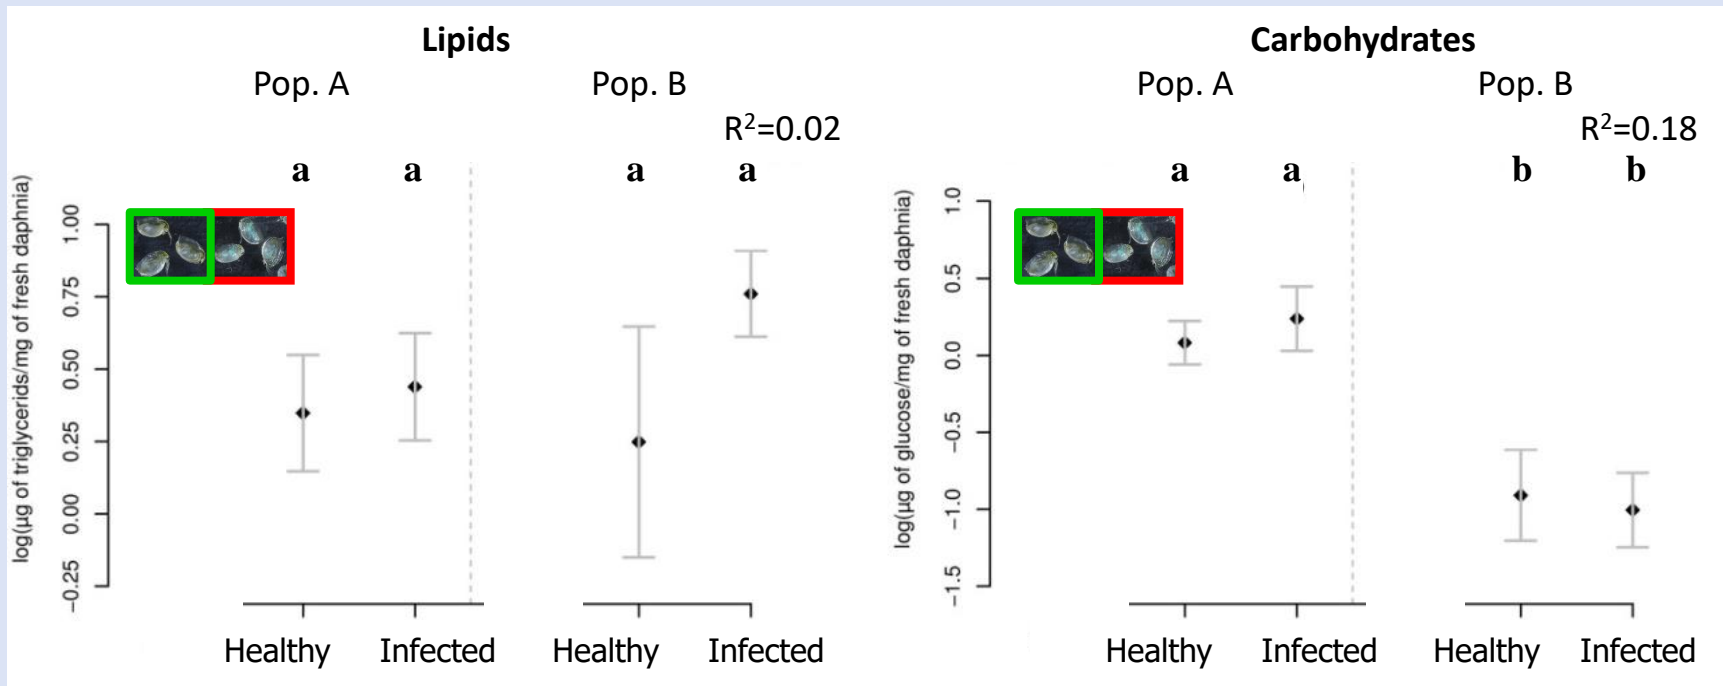 Lipids
Pop. A
Pop. B
R²=0.02
a
a
a
a
log(µg of triglycerids/mg of fresh daphnia)
1.00
0.75
0.50
0.25
0.00
−0.25
Healthy
Infected
Healthy
Infected
Carbohydrates
Pop. A
Pop. B
R²=0.18
a
a
b
b
log(µg of glucose/mg of fresh daphnia)
1.0
0.5
0.0
−0.5
−1.0
−1.5
Healthy
Infected
Healthy
Infected